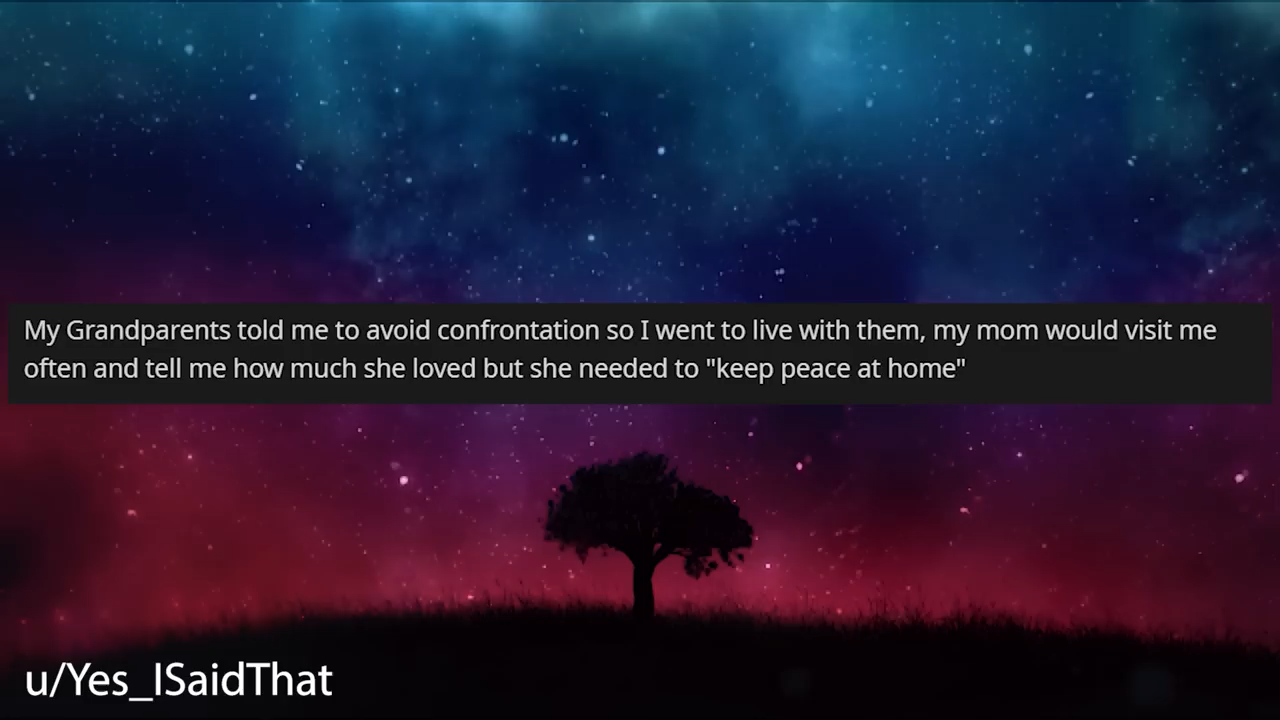 My Grandparents told me to avoid confrontation so I went to live with them, my mom would visit me
often and tell me how much she loved but she needed to "keep peace at home"
u/Yes_ISaidThat